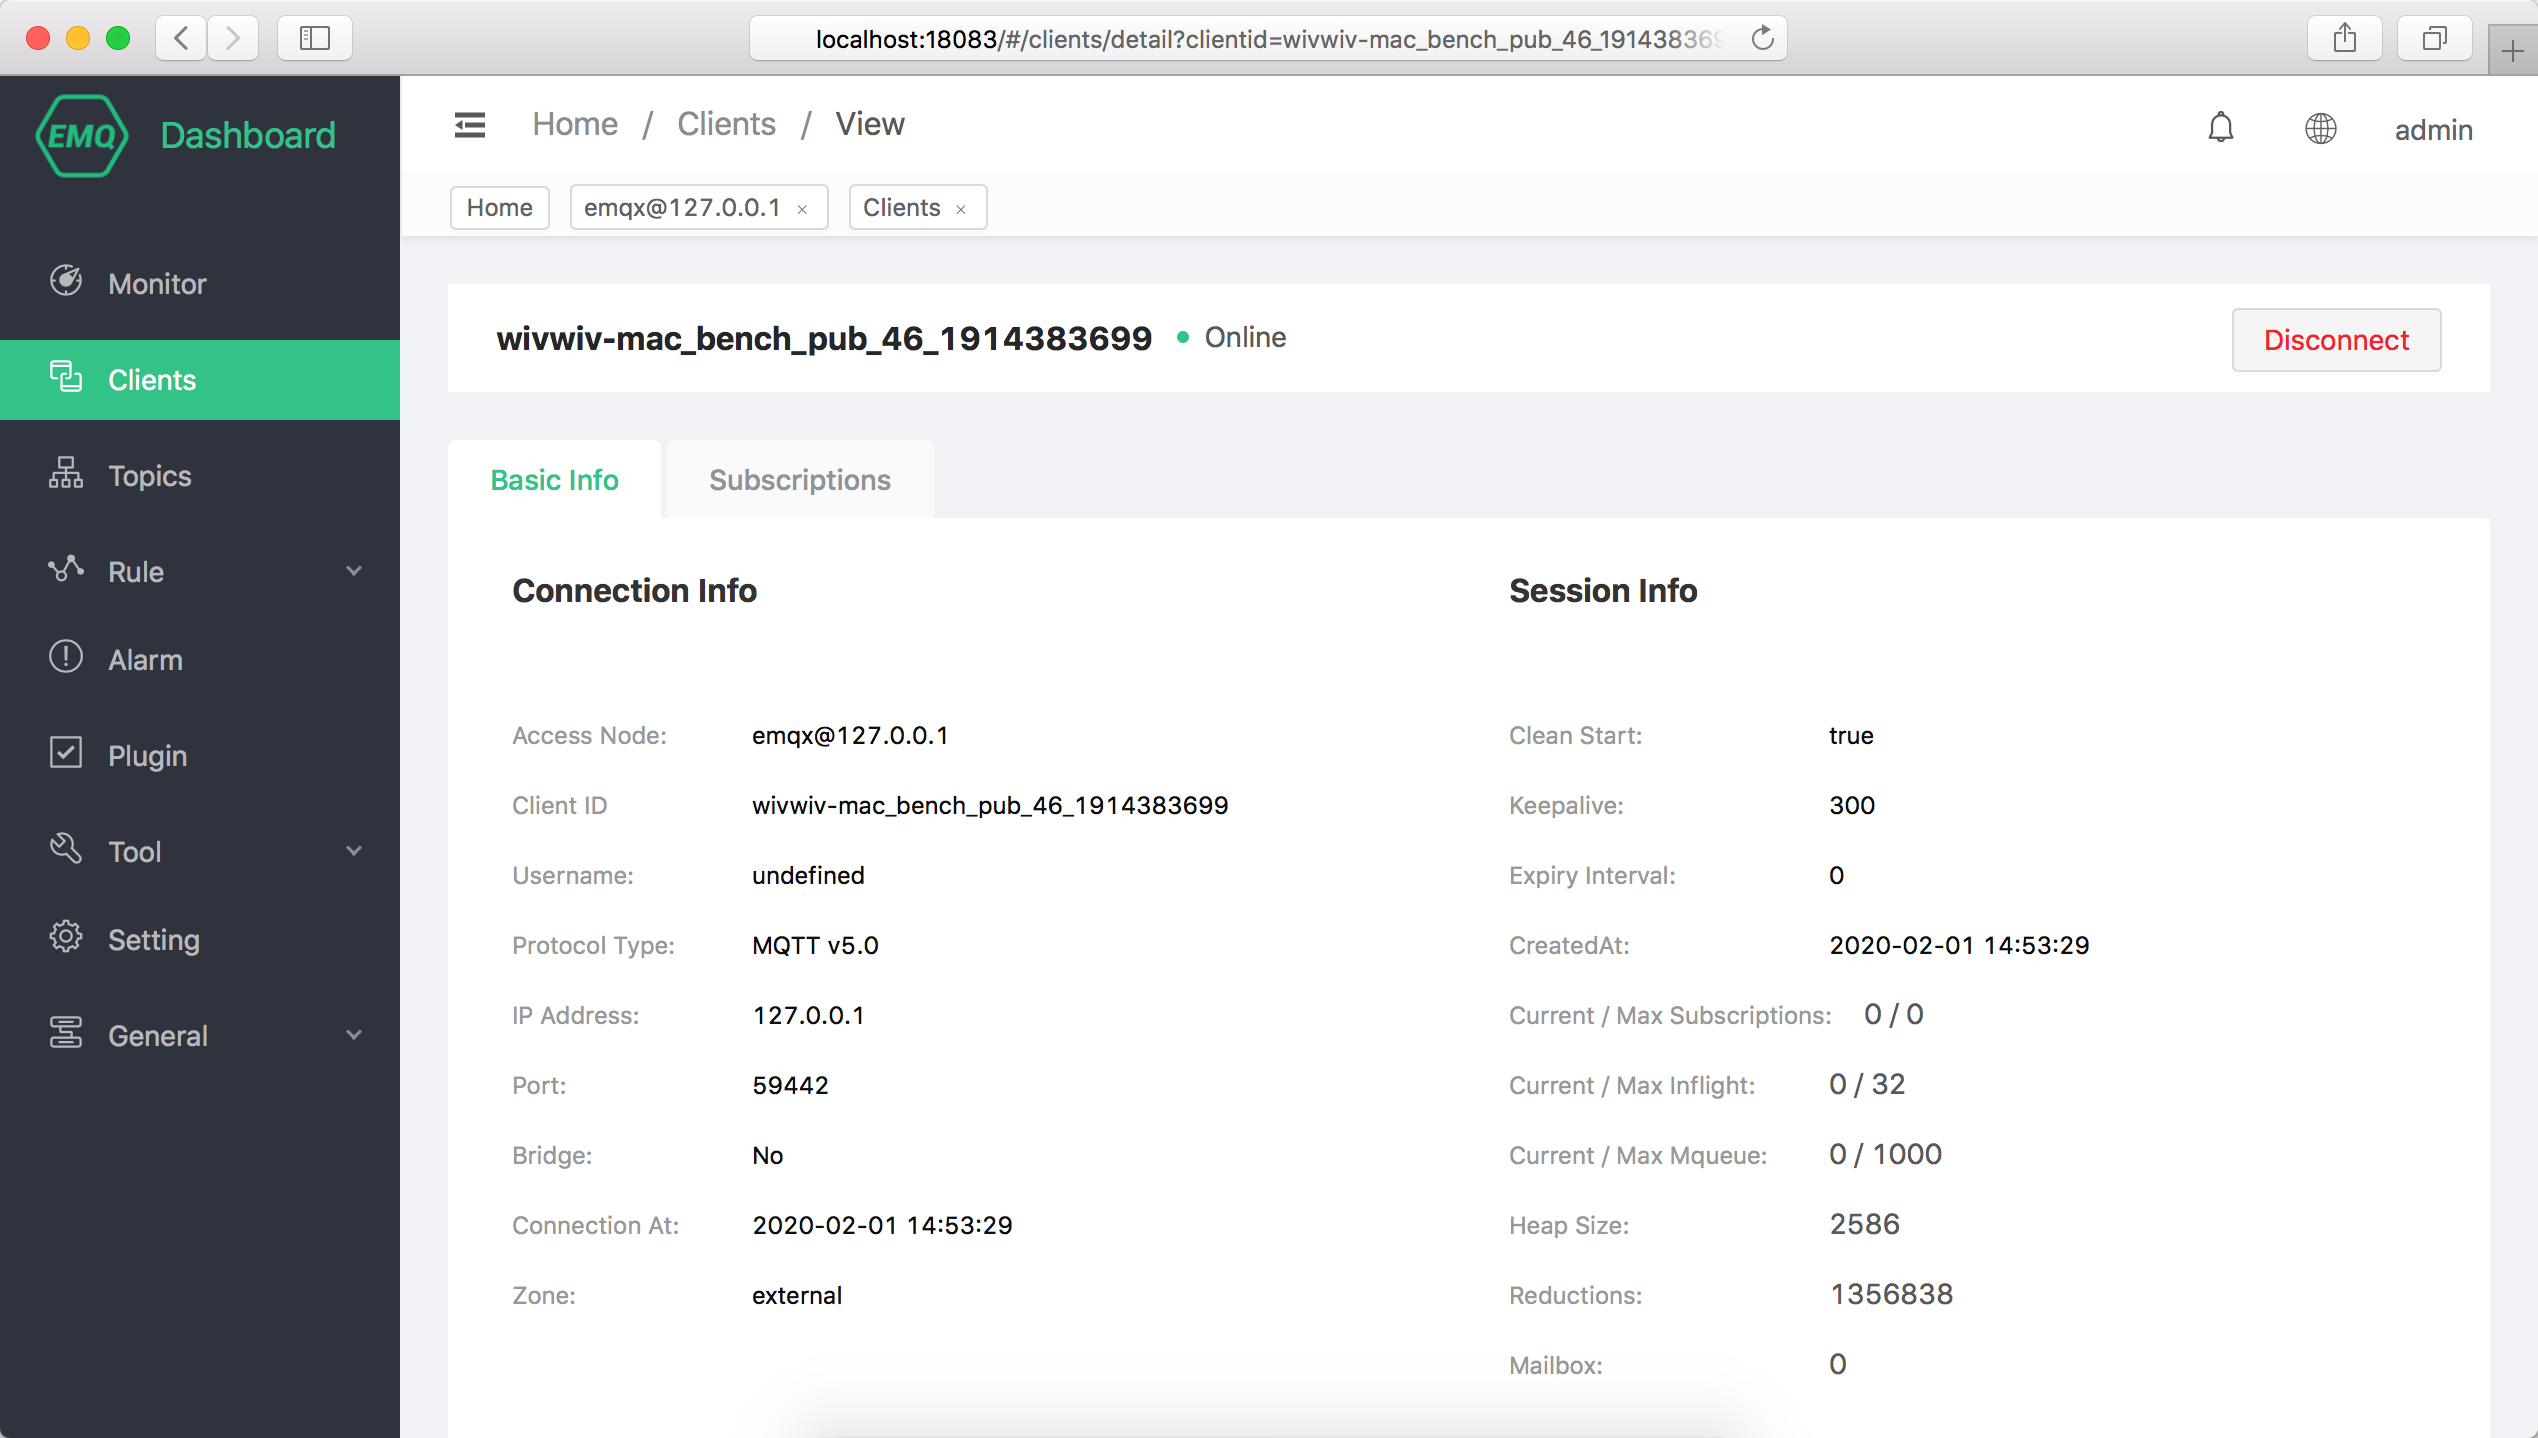 localhost:18083/#/clients/detail?clientid=wivwiv-mac_bench_pub_46_191438369
EMQ Dashboard
Home / Clients / View
admin
Home
emqx@127.0.0.1 ×
Clients ×
Monitor
Clients
Topics
Rule
Alarm
Plugin
Tool
Setting
General
wivwiv-mac_bench_pub_46_1914383699
Online
Disconnect
Basic Info
Subscriptions
Connection Info
Access Node: emqx@127.0.0.1
Client ID wivwiv-mac_bench_pub_46_1914383699
Username: undefined
Protocol Type: MQTT v5.0
IP Address: 127.0.0.1
Port: 59442
Bridge: No
Connection At: 2020-02-01 14:53:29
Zone: external
Session Info
Clean Start: true
Keepalive: 300
Expiry Interval: 0
CreatedAt: 2020-02-01 14:53:29
Current / Max Subscriptions: 0 / 0
Current / Max Inflight: 0 / 32
Current / Max Mqueue: 0 / 1000
Heap Size: 2586
Reductions: 1356838
Mailbox: 0